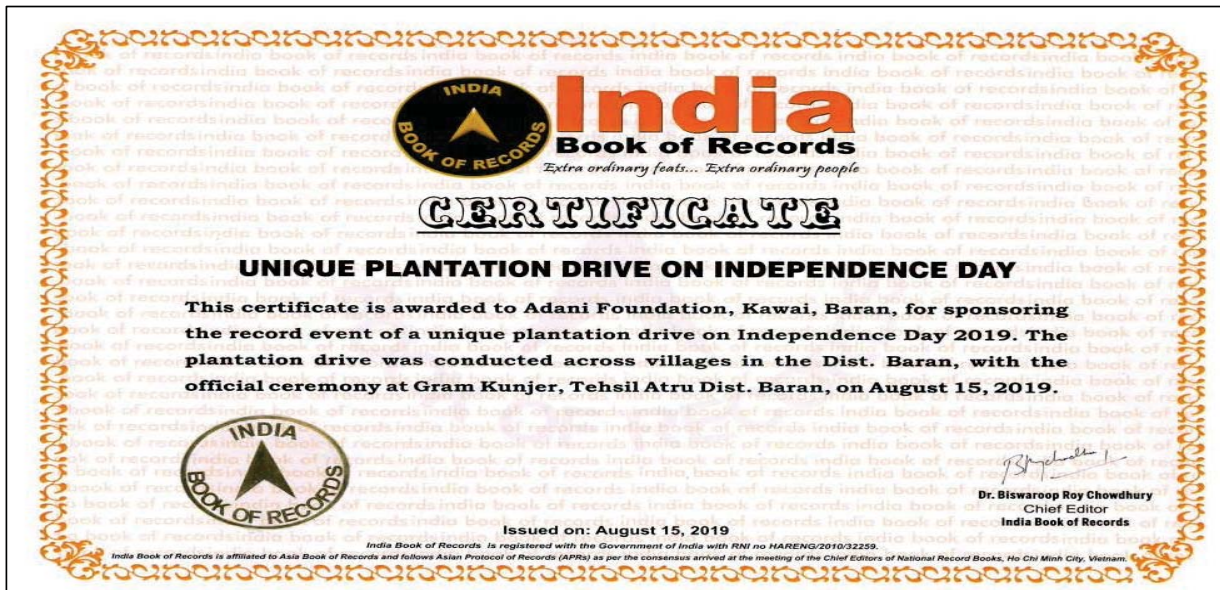 INDIA
BOOK OF RECORDS
India
Book of Records
Extra ordinary feats... Extra ordinary people
CERTIFICATE
UNIQUE PLANTATION DRIVE ON INDEPENDENCE DAY
This certificate is awarded to Adani Foundation, Kawai, Baran, for sponsoring
the record event of a unique plantation drive on Independence Day 2019. The
plantation drive was conducted across villages in the Dist. Baran, with the
official ceremony at Gram Kunjer, Tehsil Atru Dist. Baran, on August 15, 2019.
INDIA
BOOK OF RECORDS
Dr. Biswaroop Roy Chowdhury
Chief Editor
India Book of Records
Issued on: August 15, 2019
India Book of Records is registered with the Government of India with RNI no HARENG/2010/32259.
India Book of Records is affiliated to Asia Book of Records and follows Asian Protocol of Records (APRs) as per the consensus arrived at the meeting of the Chief Editors of National Record Books, Ho Chi Minh City, Vietnam.